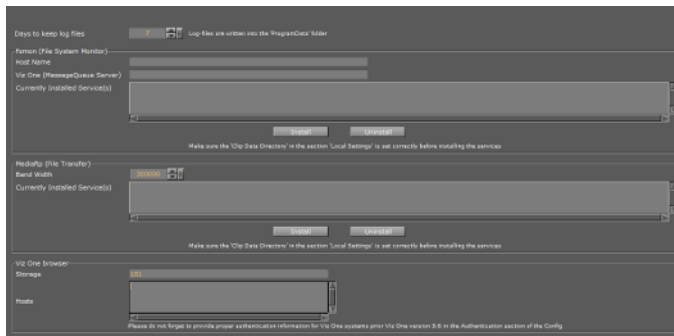 Days to keep log files 7 Log-files are written into the 'ProgramData' folder
Fsmon (File System Monitor)
Host Name
Viz One (MessageQueue Server)
Currently Installed Service(s)
Install Uninstall
Make sure the 'Clip Data Directory' in the section 'Local Settings' is set correctly before installing the services
Mediaftp (File Transfer)
Band Width 300000
Currently Installed Service(s)
Install Uninstall
Make sure the 'Clip Data Directory' in the section 'Local Settings' is set correctly before installing the services
Viz One browser
Storage 101
Hosts
Please do not forget to provide proper authentication information for Viz One systems prior Viz One version 5.6 in the Authentication section of the Config